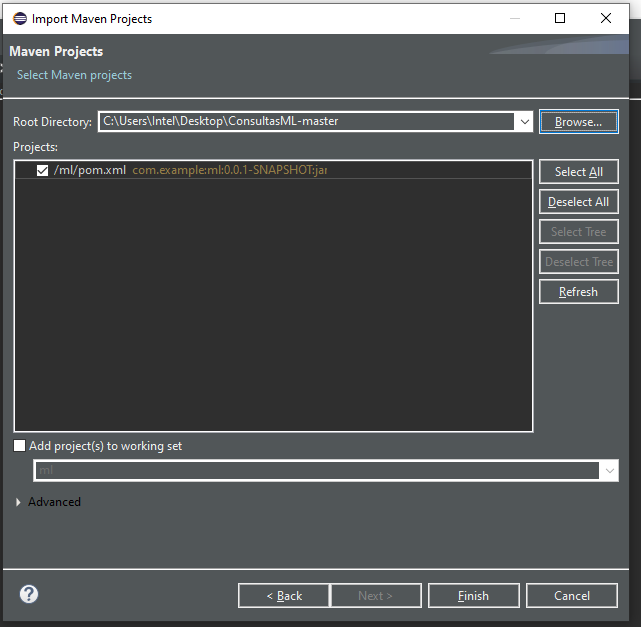 Import Maven Projects
Maven Projects
Select Maven projects
Root Directory: C:\Users\Intel\Desktop\ConsultasML-master Browse...
Projects:
/ml/pom.xml com.example:ml:0.0.1-SNAPSHOT:jar
Select All
Deselect All
Select Tree
Deselect Tree
Refresh
Add project(s) to working set
ml
Advanced
? < Back Next > Finish Cancel